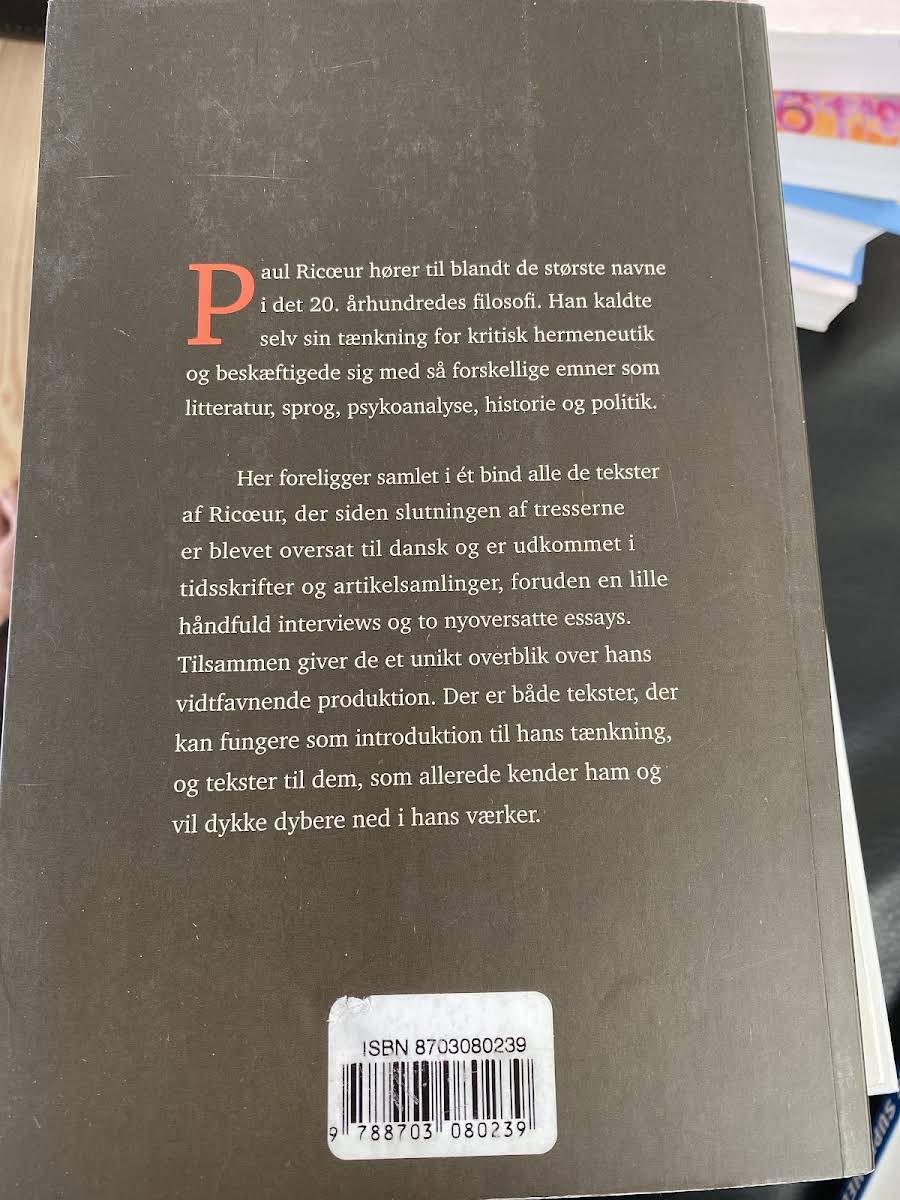 Paul Ricœur hører til blandt de største navne
i det 20. århundredes filosofi. Han kaldte
selv sin tænkning for kritisk hermeneutik
og beskæftigede sig med så forskellige emner som
litteratur, sprog, psykoanalyse, historie og politik.
Her foreligger samlet i ét bind alle de tekster
af Ricœur, der siden slutningen af tresserne
er blevet oversat til dansk og er udkommet i
tidsskrifter og artikelsamlinger, foruden en lille
håndfuld interviews og to nyoversatte essays.
Tilsammen giver de et unikt overblik over hans
vidtfavnende produktion. Der er både tekster, der
kan fungere som introduktion til hans tænkning,
og tekster til dem, som allerede kender ham og
vil dykke dybere ned i hans værker.
ISBN 8703080239
9 788703 080239